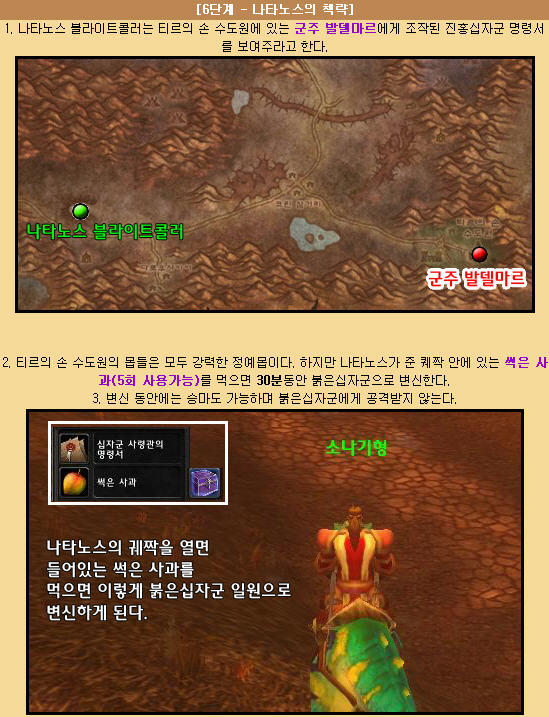 [6단계 - 나타노스의 책략]
1. 나타노스 블라이트콜러는 티르의 손 수도원에 있는 군주 발델마르에게 조작된 진홍십자군 명령서
를 보여주라고 한다.
나타노스 블라이트콜러
군주 발델마르
2. 티르의 손 수도원의 몹들은 모두 강력한 정예몹이다. 하지만 나타노스가 준 궤짝 안에 있는 썩은 사
과(5회 사용가능)를 먹으면 30분동안 붉은십자군으로 변신한다.
3. 변신 동안에는 승마도 가능하며 붉은십자군에게 공격받지 않는다.
십자군 사령관의
명령서
썩은 사과
소나기형
나타노스의 궤짝을 열면
들어있는 썩은 사과를
먹으면 이렇게 붉은십자군 일원으로
변신하게 된다.